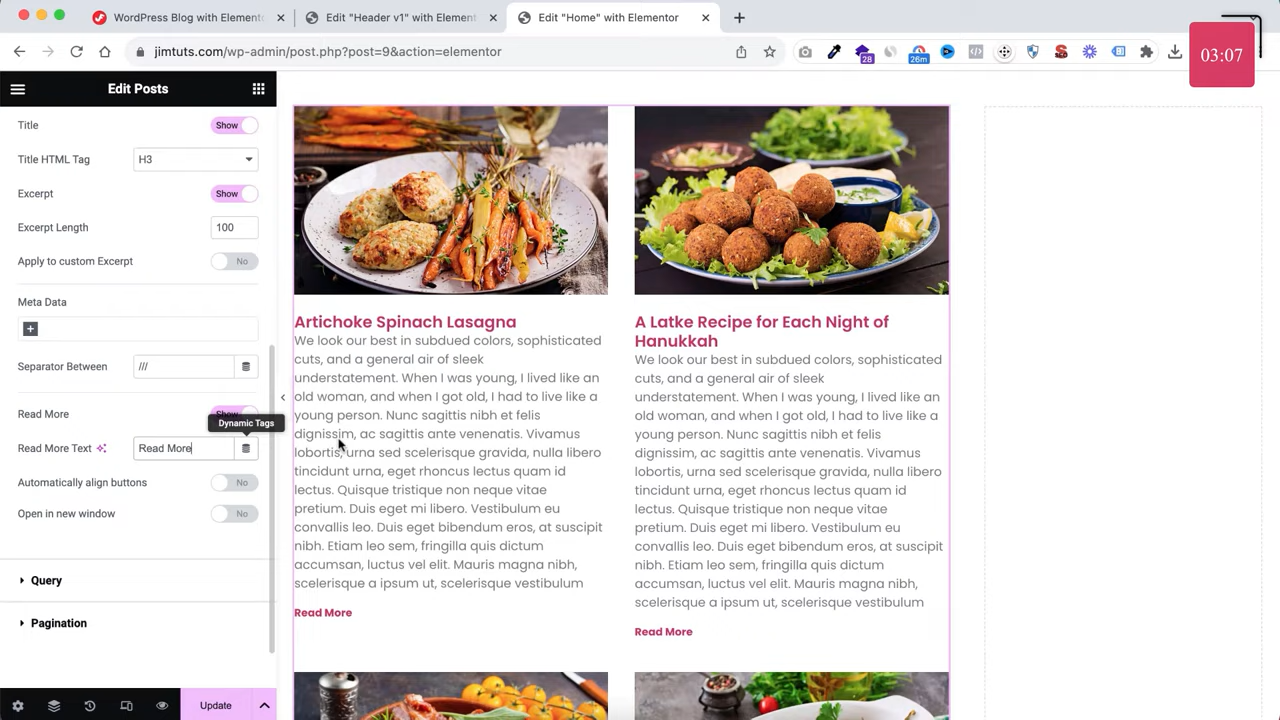 WordPress Blog with Elemento
Edit "Header v1" with Element
Edit "Home" with Elementor
jimtuts.com/wp-admin/post.php?post=9&action=elementor
28
26m
03:07
Edit Posts
Title
Show
Title HTML Tag
H3
Excerpt
Show
Excerpt Length
100
Apply to custom Excerpt
No
Meta Data
Separator Between
///
Read More
Show
Dynamic Tags
Read More Text
Read More
Automatically align buttons
No
Open in new window
No
Query
Pagination
Update
Artichoke Spinach Lasagna
We look our best in subdued colors, sophisticated
cuts, and a general air of sleek
understatement. When I was young, I lived like an
old woman, and when I got old, I had to live like a
young person. Nunc sagittis nibh et felis
dignissim, ac sagittis ante venenatis. Vivamus
lobortis, urna sed scelerisque gravida, nulla libero
tincidunt urna, eget rhoncus lectus quam id
lectus. Quisque tristique non neque vitae
pretium. Duis eget mi libero. Vestibulum eu
convallis leo. Duis eget bibendum eros, at suscipit
nibh. Etiam leo sem, fringilla quis dictum
accumsan, luctus vel elit. Mauris magna nibh,
scelerisque a ipsum ut, scelerisque vestibulum
Read More
A Latke Recipe for Each Night of
Hanukkah
We look our best in subdued colors, sophisticated
cuts, and a general air of sleek
understatement. When I was young, I lived like an
old woman, and when I got old, I had to live like a
young person. Nunc sagittis nibh et felis
dignissim, ac sagittis ante venenatis. Vivamus
lobortis, urna sed scelerisque gravida, nulla libero
tincidunt urna, eget rhoncus lectus quam id
lectus. Quisque tristique non neque vitae
pretium. Duis eget mi libero. Vestibulum eu
convallis leo. Duis eget bibendum eros, at suscipit
nibh. Etiam leo sem, fringilla quis dictum
accumsan, luctus vel elit. Mauris magna nibh,
scelerisque a ipsum ut, scelerisque vestibulum
Read More